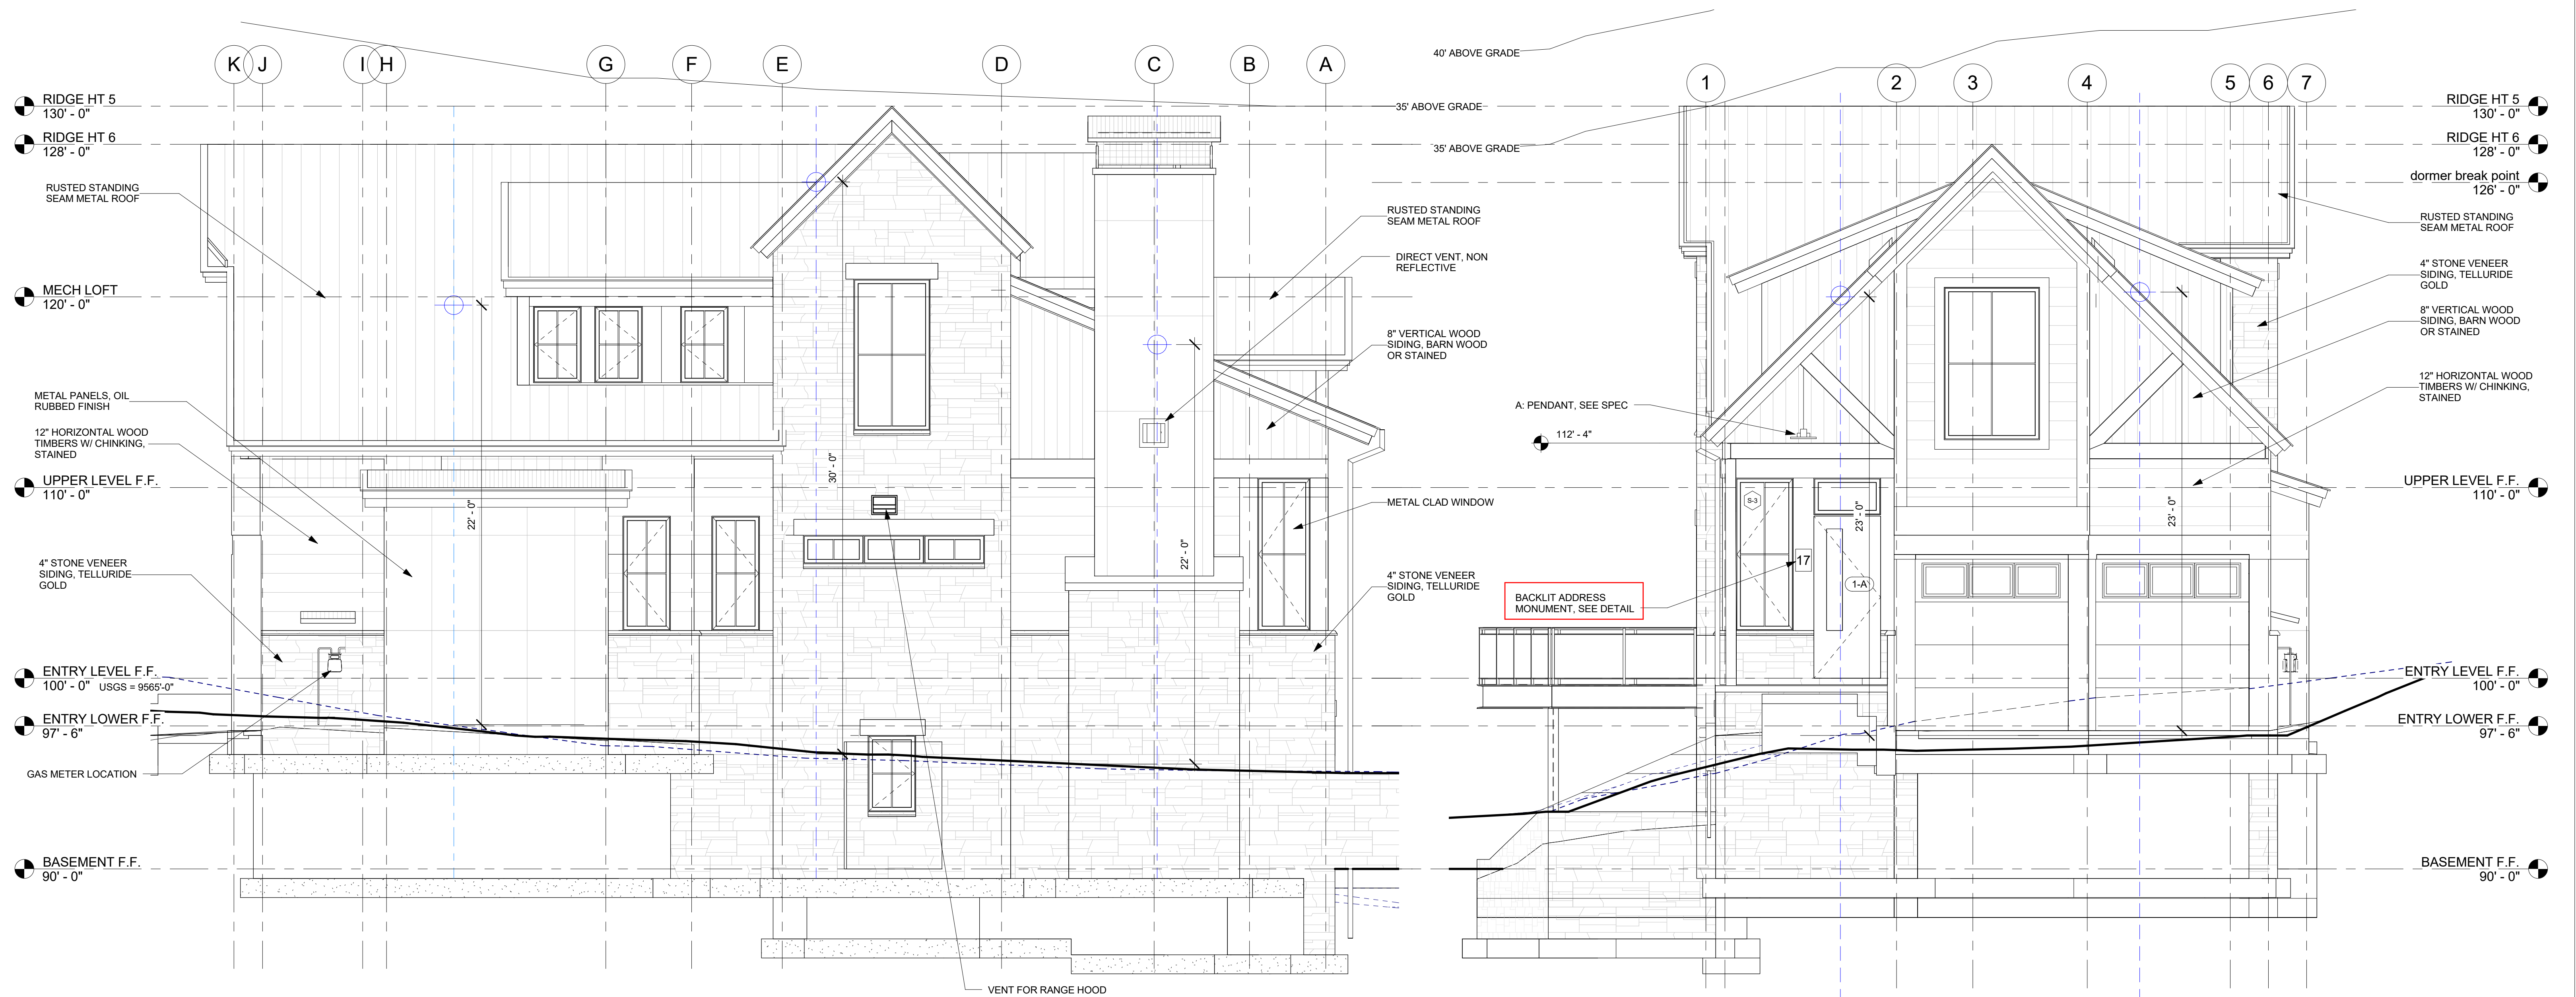 K
J
I
H
G
F
E
D
C
B
A
RIDGE HT 5
130' - 0"
RIDGE HT 6
128' - 0"
RUSTED STANDING
SEAM METAL ROOF
MECH LOFT
120' - 0"
METAL PANELS, OIL
RUBBED FINISH
12" HORIZONTAL WOOD
TIMBERS W/ CHINKING,
STAINED
UPPER LEVEL F.F.
110' - 0"
4" STONE VENEER
SIDING, TELLURIDE
GOLD
ENTRY LEVEL F.F.
100' - 0"
USGS = 9565'-0"
ENTRY LOWER F.F.
97' - 6"
GAS METER LOCATION
BASEMENT F.F.
90' - 0"
22' - 0"
30' - 0"
22' - 0"
35' ABOVE GRADE
RUSTED STANDING
SEAM METAL ROOF
DIRECT VENT, NON
REFLECTIVE
8" VERTICAL WOOD
SIDING, BARN WOOD
OR STAINED
METAL CLAD WINDOW
4" STONE VENEER
SIDING, TELLURIDE
GOLD
VENT FOR RANGE HOOD
40' ABOVE GRADE
35' ABOVE GRADE
1
2
3
4
5
6
7
A: PENDANT, SEE SPEC
112' - 4"
S-3
17
1-A
23' - 0"
23' - 0"
BACKLIT ADDRESS
MONUMENT, SEE DETAIL
RIDGE HT 5
130' - 0"
RIDGE HT 6
128' - 0"
dormer break point
126' - 0"
RUSTED STANDING
SEAM METAL ROOF
4" STONE VENEER
SIDING, TELLURIDE
GOLD
8" VERTICAL WOOD
SIDING, BARN WOOD
OR STAINED
12" HORIZONTAL WOOD
TIMBERS W/ CHINKING,
STAINED
UPPER LEVEL F.F.
110' - 0"
ENTRY LEVEL F.F.
100' - 0"
ENTRY LOWER F.F.
97' - 6"
BASEMENT F.F.
90' - 0"